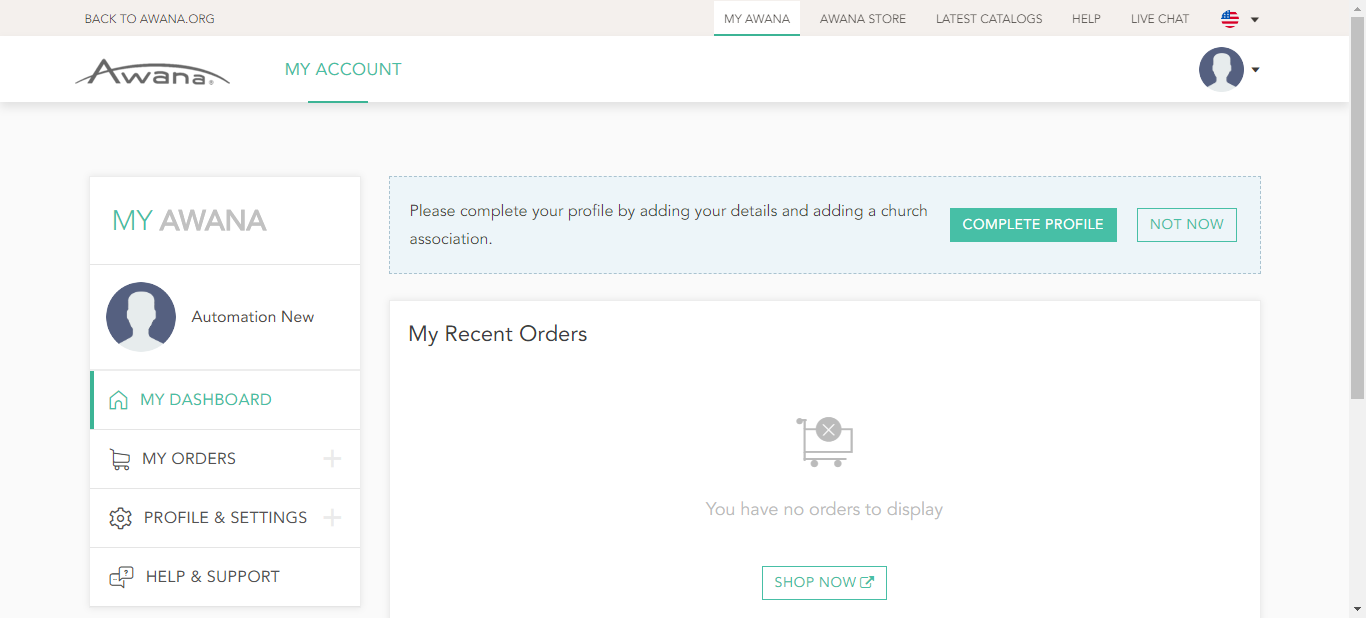 BACK TO AWANA.ORG
MY AWANA
AWANA STORE
LATEST CATALOGS
HELP
LIVE CHAT
Awana®
MY ACCOUNT
MY AWANA
Automation New
MY DASHBOARD
MY ORDERS
PROFILE & SETTINGS
HELP & SUPPORT
Please complete your profile by adding your details and adding a church
association.
COMPLETE PROFILE
NOT NOW
My Recent Orders
You have no orders to display
SHOP NOW